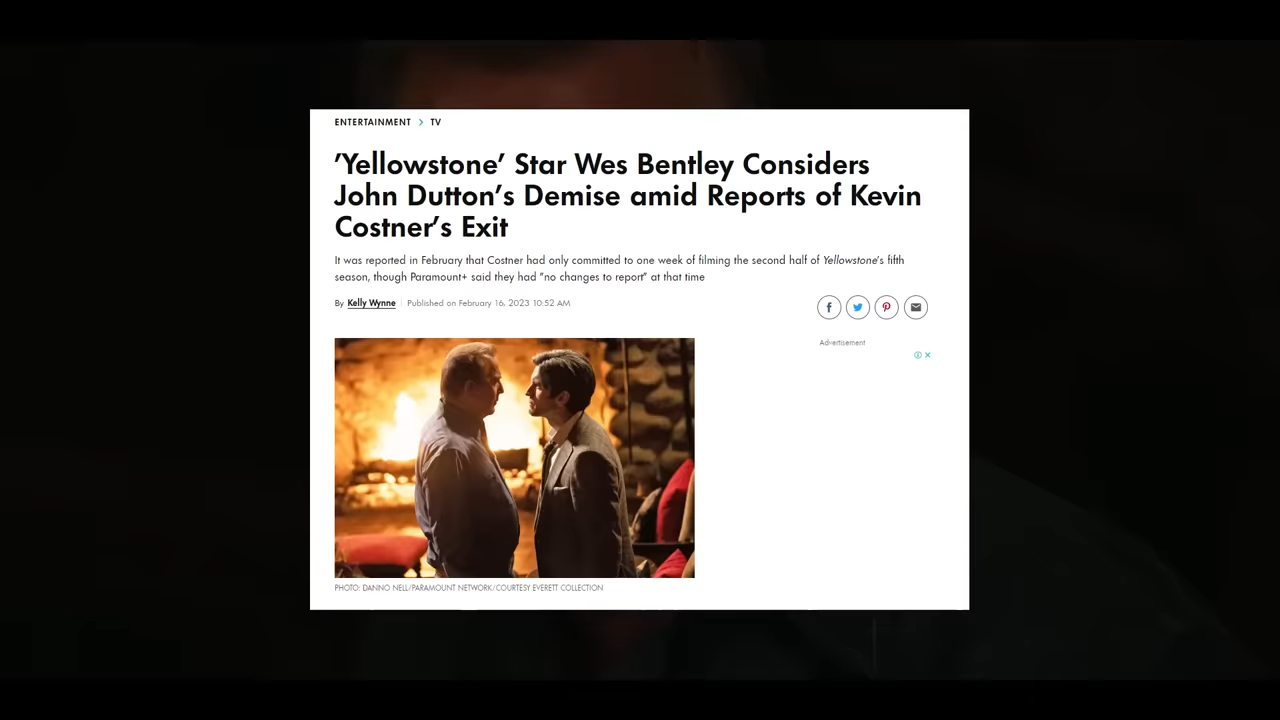 ENTERTAINMENT > TV
'Yellowstone' Star Wes Bentley Considers
John Dutton's Demise amid Reports of Kevin
Costner's Exit
It was reported in February that Costner had only committed to one week of filming the second half of Yellowstone's fifth
season, though Paramount+ said they had "no changes to report" at that time
By Kelly Wynne Published on February 16, 2023 10:52 AM
Advertisement
PHOTO: DANNO NELL/PARAMOUNT NETWORK/COURTESY EVERETT COLLECTION